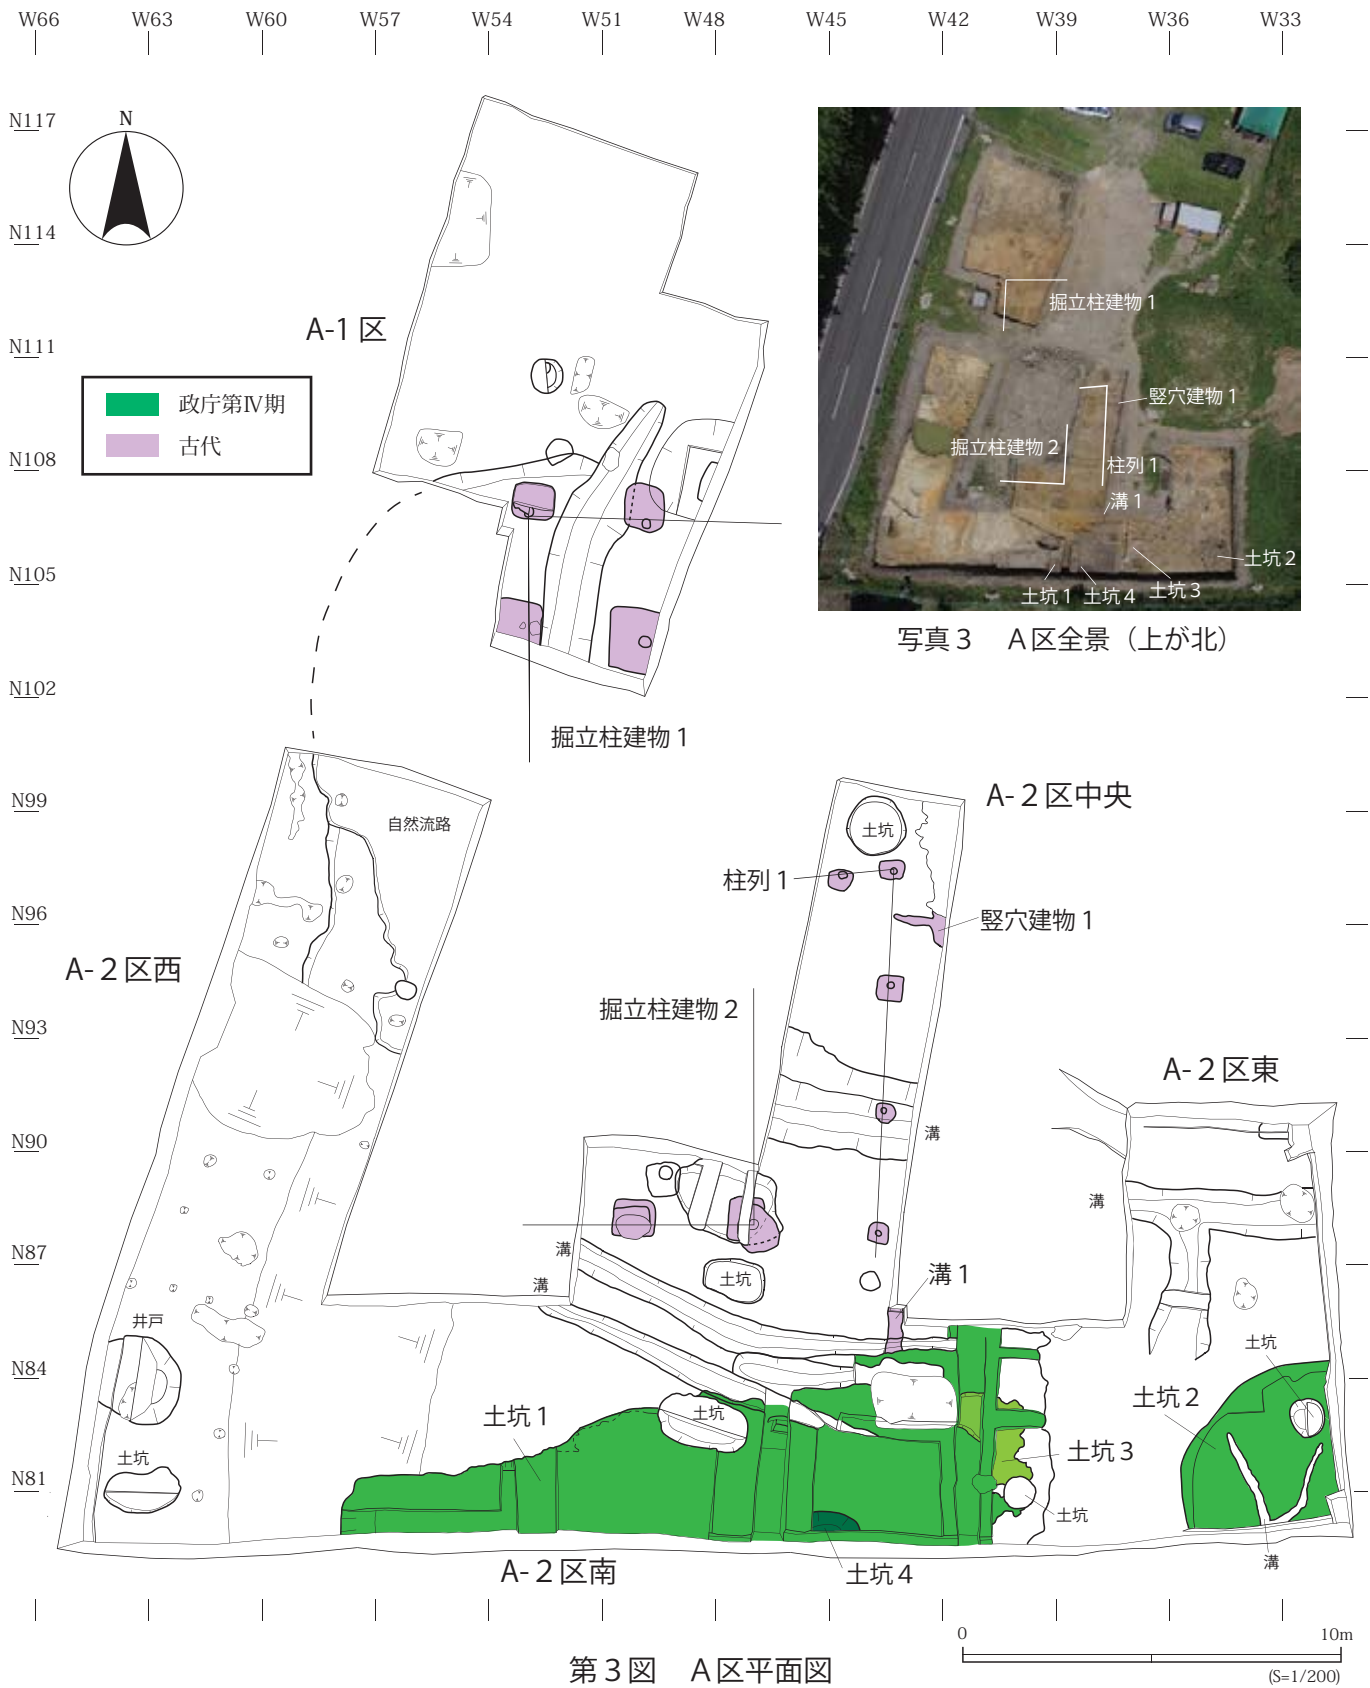 W66 W63 W60 W57 W54 W51 W48 W45 W42 W39 W36 W33
N117
N
N114
N111
N108
N105
N102
N99
N96
N93
N90
N87
N84
N81
A-1 区
政庁第Ⅳ期
古代
掘立柱建物 1
掘立柱建物 1
竪穴建物 1
掘立柱建物 2
柱列 1
溝 1
土坑 2
土坑 1 土坑 4 土坑 3
写真 3 A 区全景（上が北）
自然流路
A-２区中央
土坑
柱列 1
竪穴建物 1
A-２区西
掘立柱建物 2
A-２区東
溝
溝
溝
溝
土坑
溝 1
井戸
土坑
土坑
土坑 1
土坑
土坑 2
土坑 3
土坑
溝
A-２区南
土坑 4
第３図 A 区平面図
0 10m
(S=1/200)